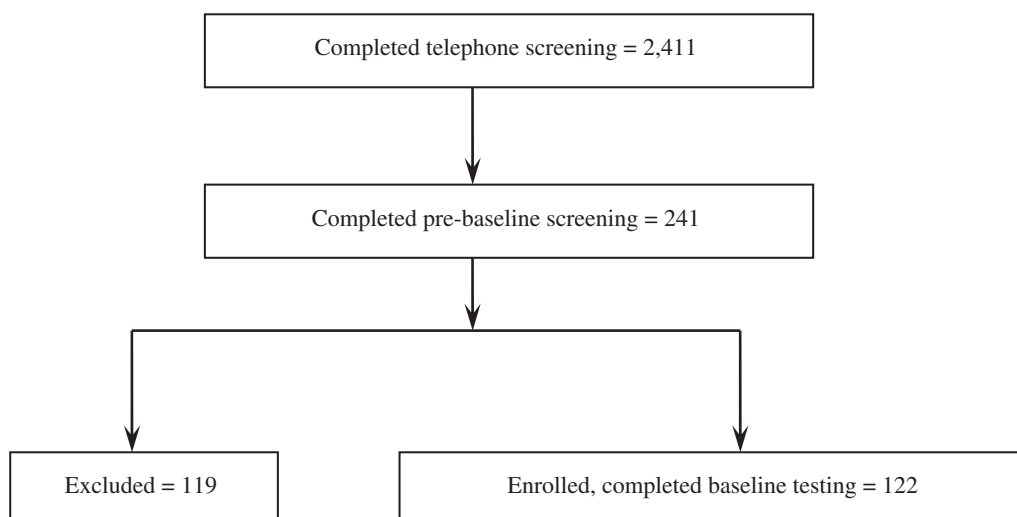 Completed telephone screening = 2,411
Completed pre-baseline screening = 241
Excluded = 119
Enrolled, completed baseline testing = 122